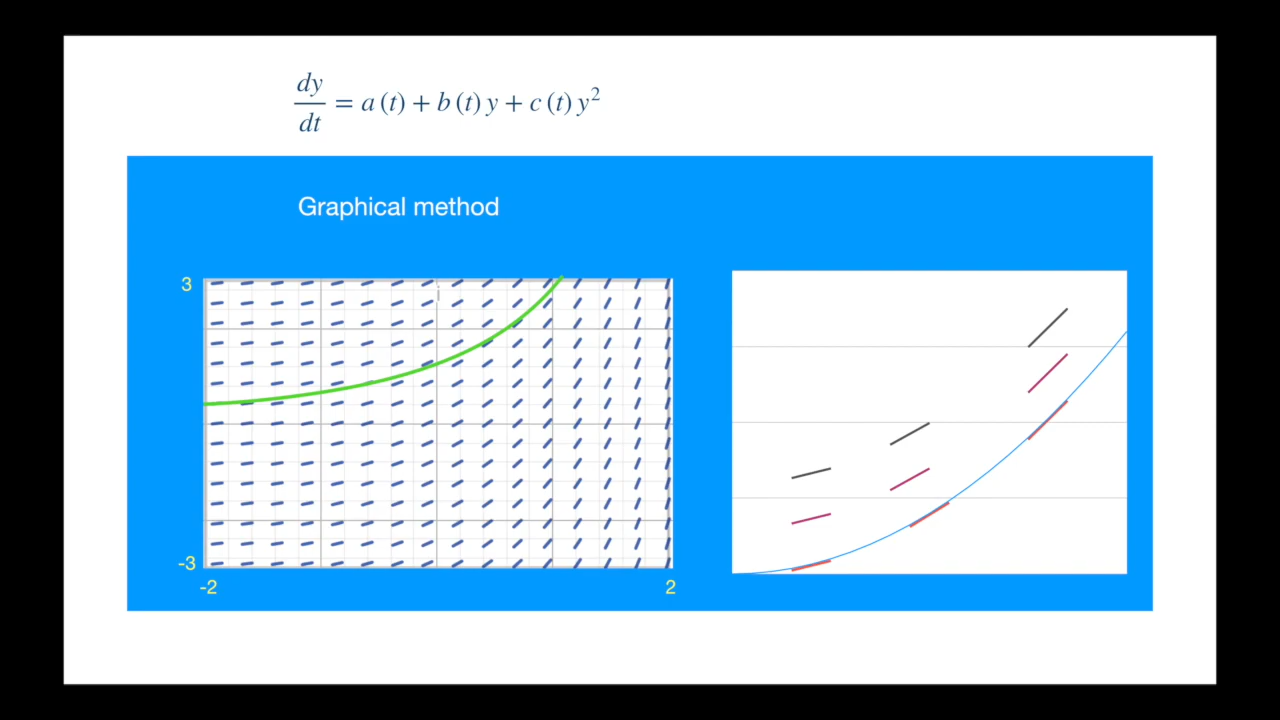 dy/dt = a (t) + b (t) y + c (t) y²
Graphical method
3
-3
-2
2